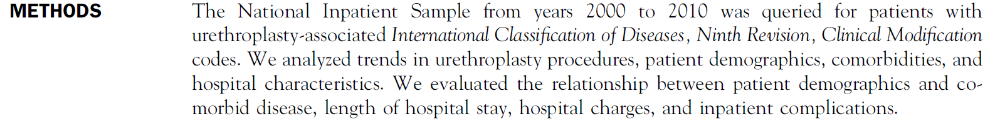 METHODS The National Inpatient Sample from years 2000 to 2010 was queried for patients with
urethroplasty-associated International Classification of Diseases, Ninth Revision, Clinical Modification
codes. We analyzed trends in urethroplasty procedures, patient demographics, comorbidities, and
hospital characteristics. We evaluated the relationship between patient demographics and co-
morbid disease, length of hospital stay, hospital charges, and inpatient complications.